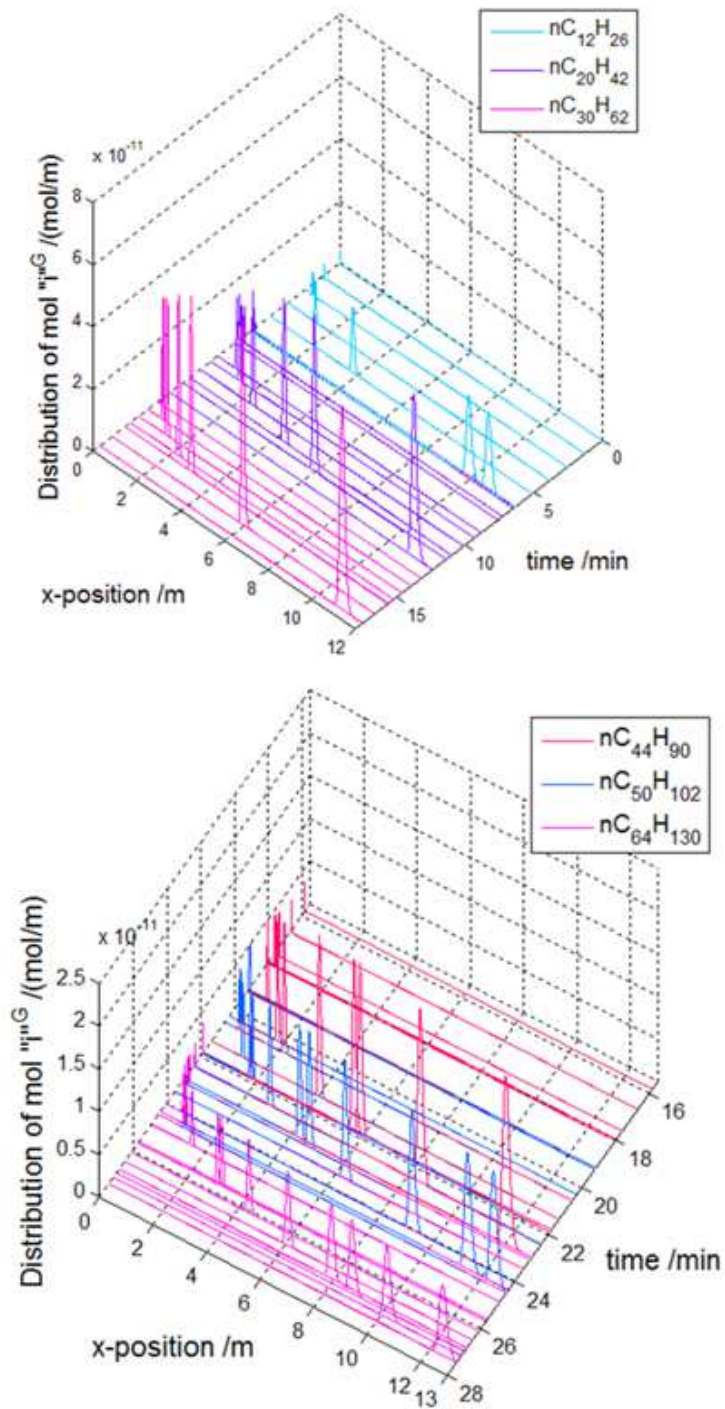 nC12H26
nC20H42
nC30H62
x 10-11
Distribution of mol "i"G /(mol/m)
8
6
4
2
0
0
2
4
6
8
10
12
x-position /m
0
5
10
15
time /min
nC44H90
nC50H102
nC64H130
x 10-11
Distribution of mol "i"G /(mol/m)
2.5
2
1.5
1
0.5
0
0
2
4
6
8
10
12
13
x-position /m
16
18
20
22
24
26
28
time /min